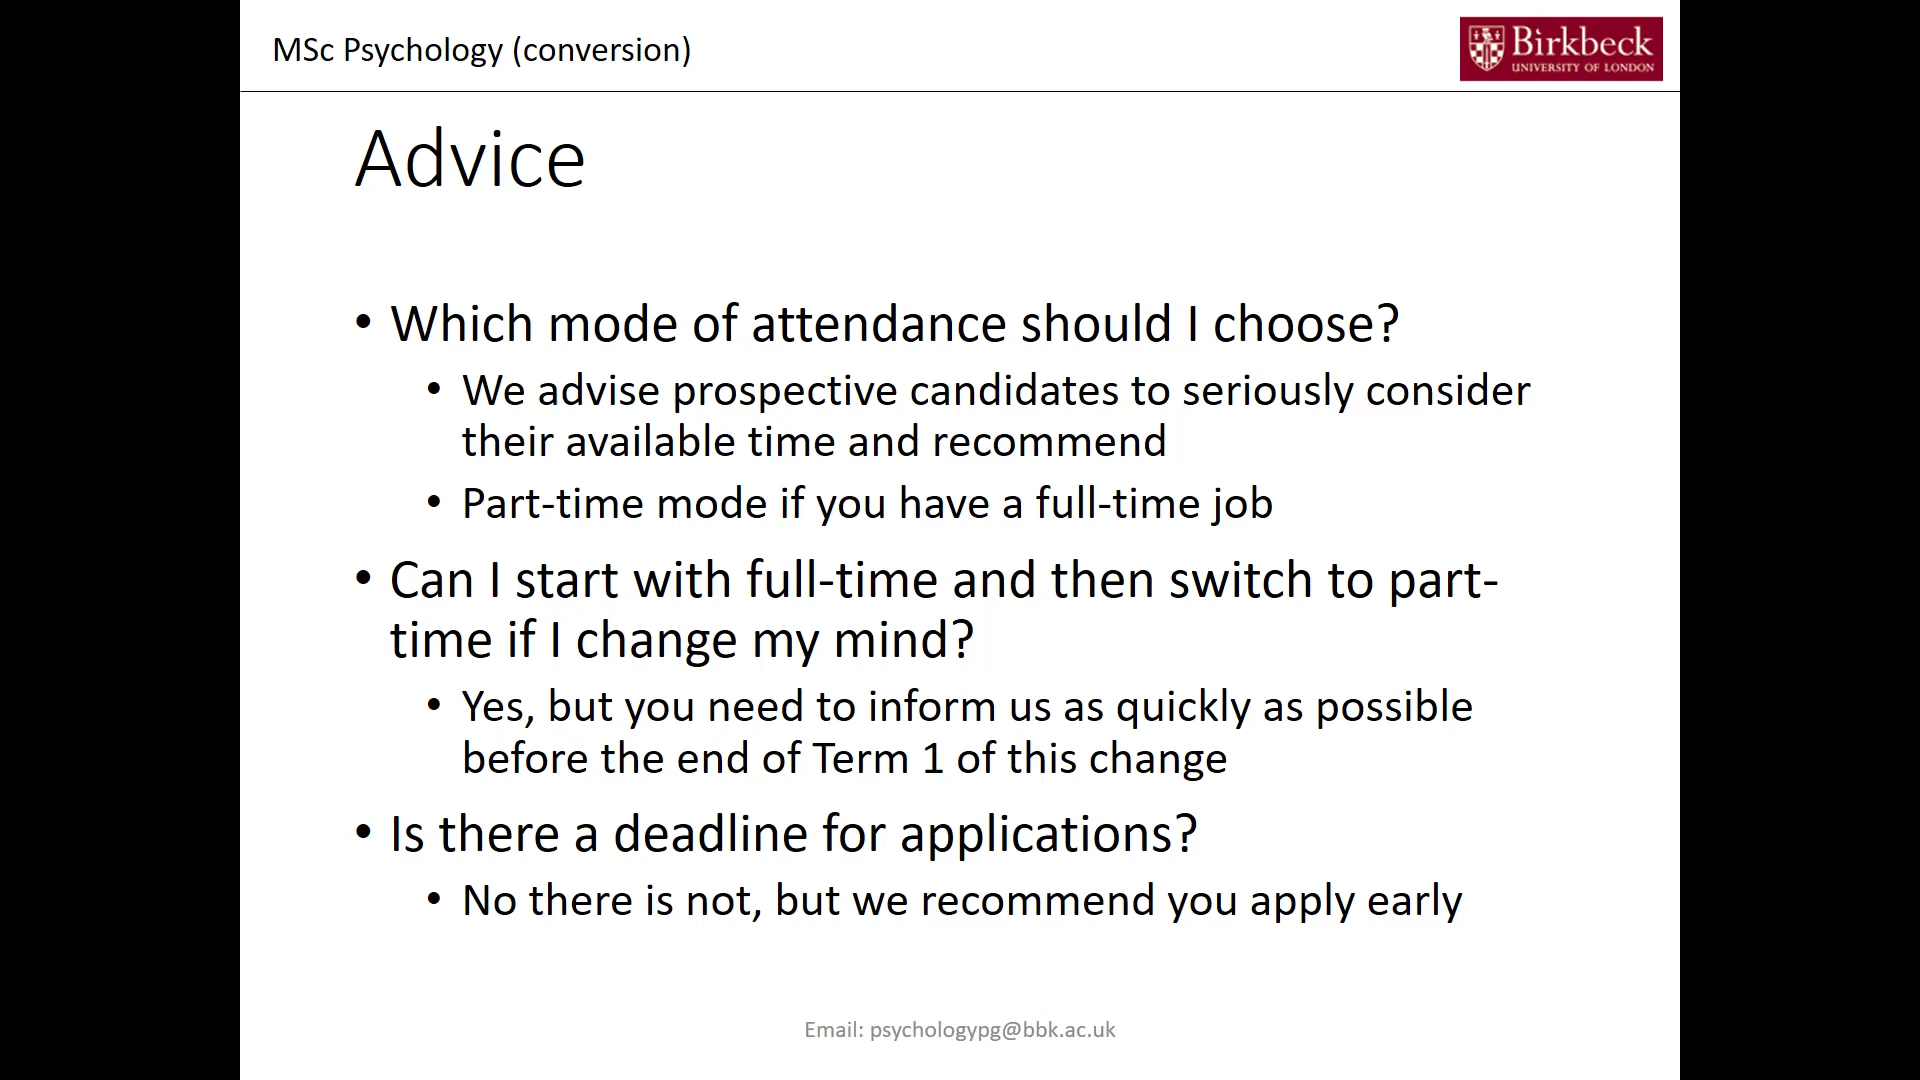 MSc Psychology (conversion)
Birkbeck
UNIVERSITY OF LONDON
Advice
• Which mode of attendance should I choose?
• We advise prospective candidates to seriously consider
their available time and recommend
• Part-time mode if you have a full-time job
• Can I start with full-time and then switch to part-
time if I change my mind?
• Yes, but you need to inform us as quickly as possible
before the end of Term 1 of this change
• Is there a deadline for applications?
• No there is not, but we recommend you apply early
Email: psychologypg@bbk.ac.uk